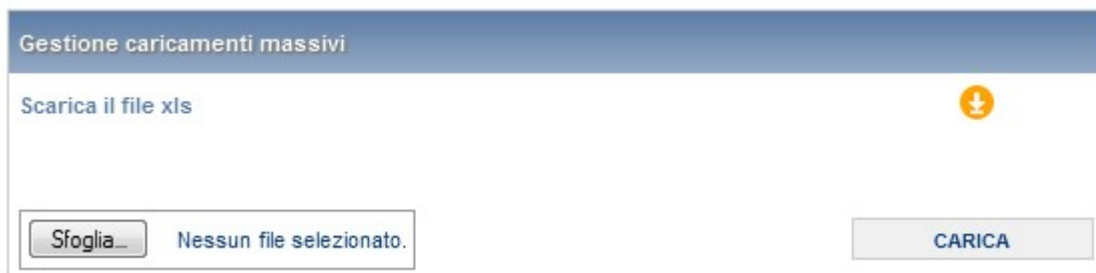 Gestione caricamenti massivi
Scarica il file xls
Sfoglia… Nessun file selezionato.
CARICA